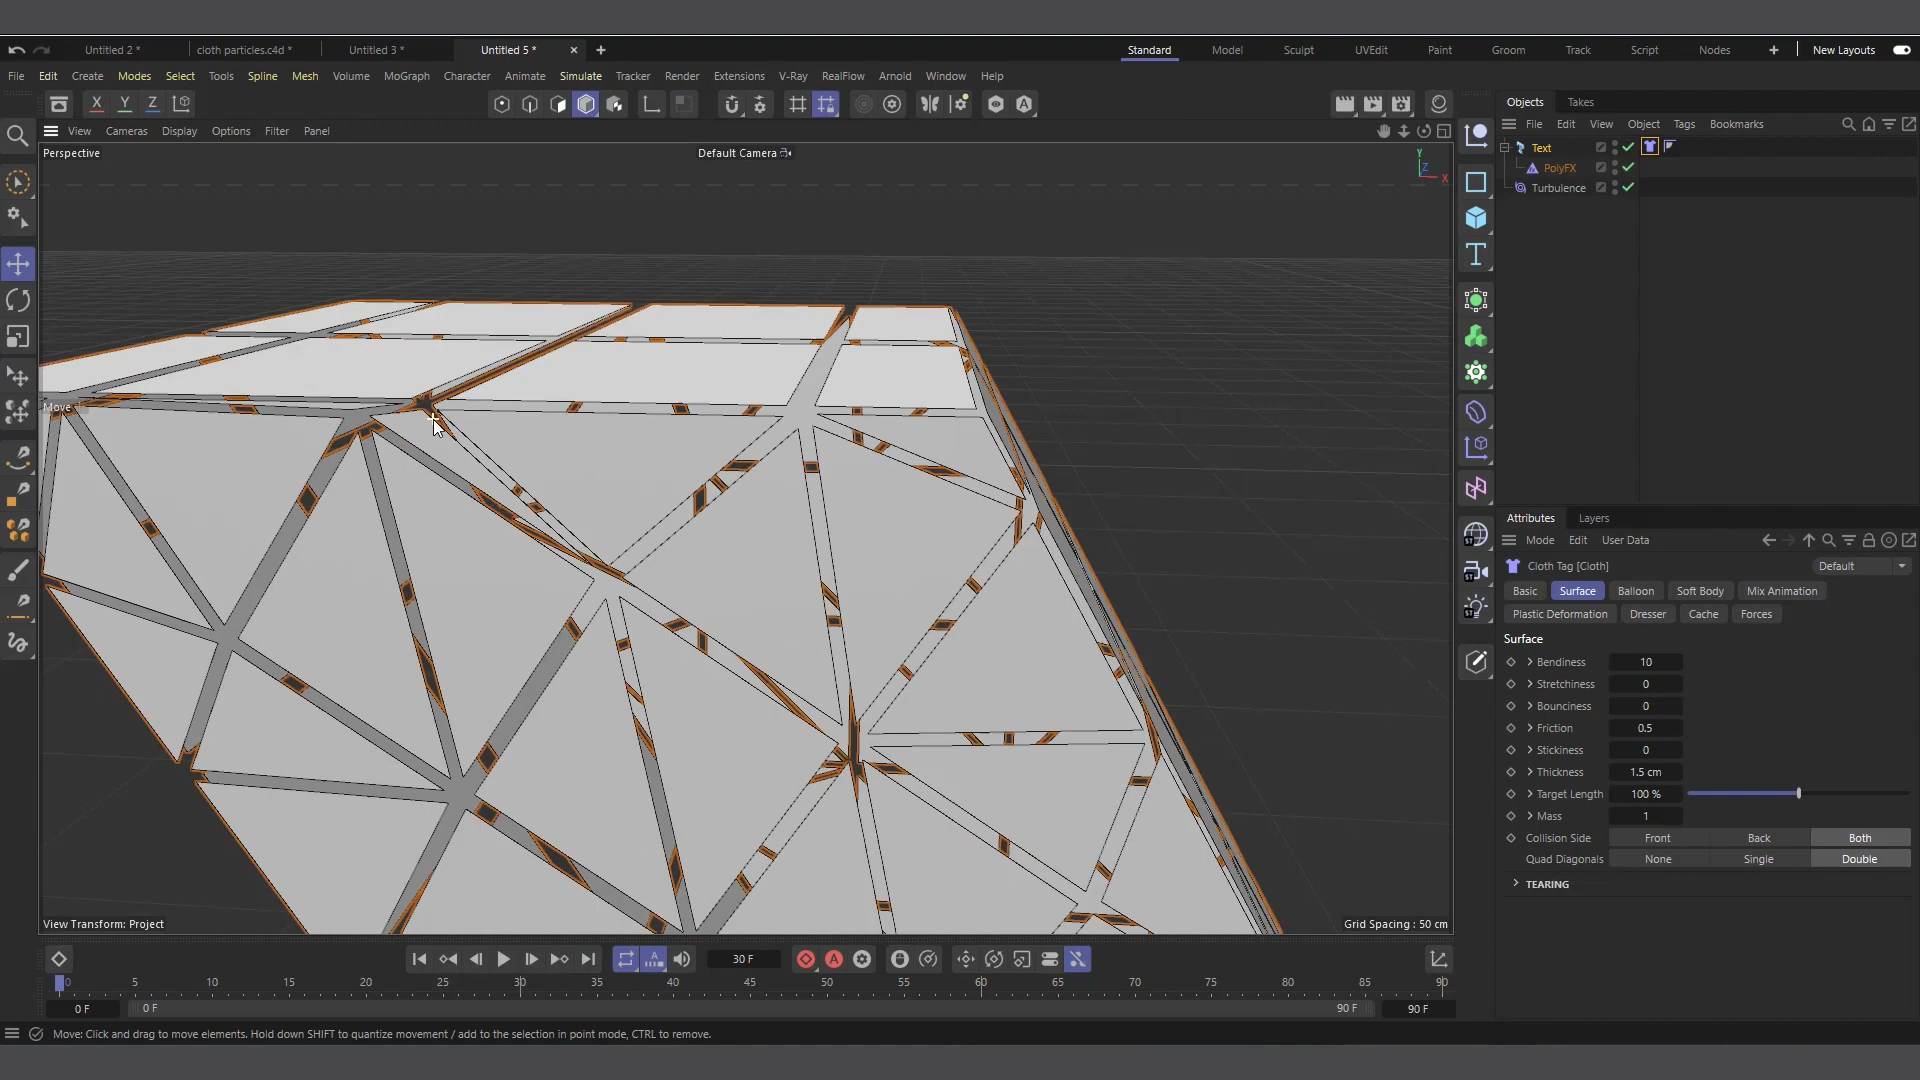 Untitled 2 *
cloth particles.c4d *
Untitled 3 *
Untitled 5 *
Standard
Model
Sculpt
UVEdit
Paint
Groom
Track
Script
Nodes
New Layouts
File Edit Create Modes Select Tools Spline Mesh Volume MoGraph Character Animate Simulate Tracker Render Extensions V-Ray RealFlow Arnold Window Help
X Y Z
Objects Takes
View Cameras Display Options Filter Panel
File Edit View Object Tags Bookmarks
Perspective
Default Camera
Y
Z
X
Text
PolyFX
Turbulence
Move
Attributes Layers
Mode Edit User Data
Cloth Tag [Cloth]
Default
Basic Surface Balloon Soft Body Mix Animation
Plastic Deformation Dresser Cache Forces
Surface
Bendiness 10
Stretchiness 0
Bounciness 0
Friction 0.5
Stickiness 0
Thickness 1.5 cm
Target Length 100 %
Mass 1
Collision Side Front Back Both
Quad Diagonals None Single Double
TEARING
View Transform: Project
Grid Spacing : 50 cm
30 F
0 5 10 15 20 25 30 35 40 45 50 55 60 65 70 75 80 85 90
0 F 0 F 90 F 90 F
Move: Click and drag to move elements. Hold down SHIFT to quantize movement / add to the selection in point mode, CTRL to remove.